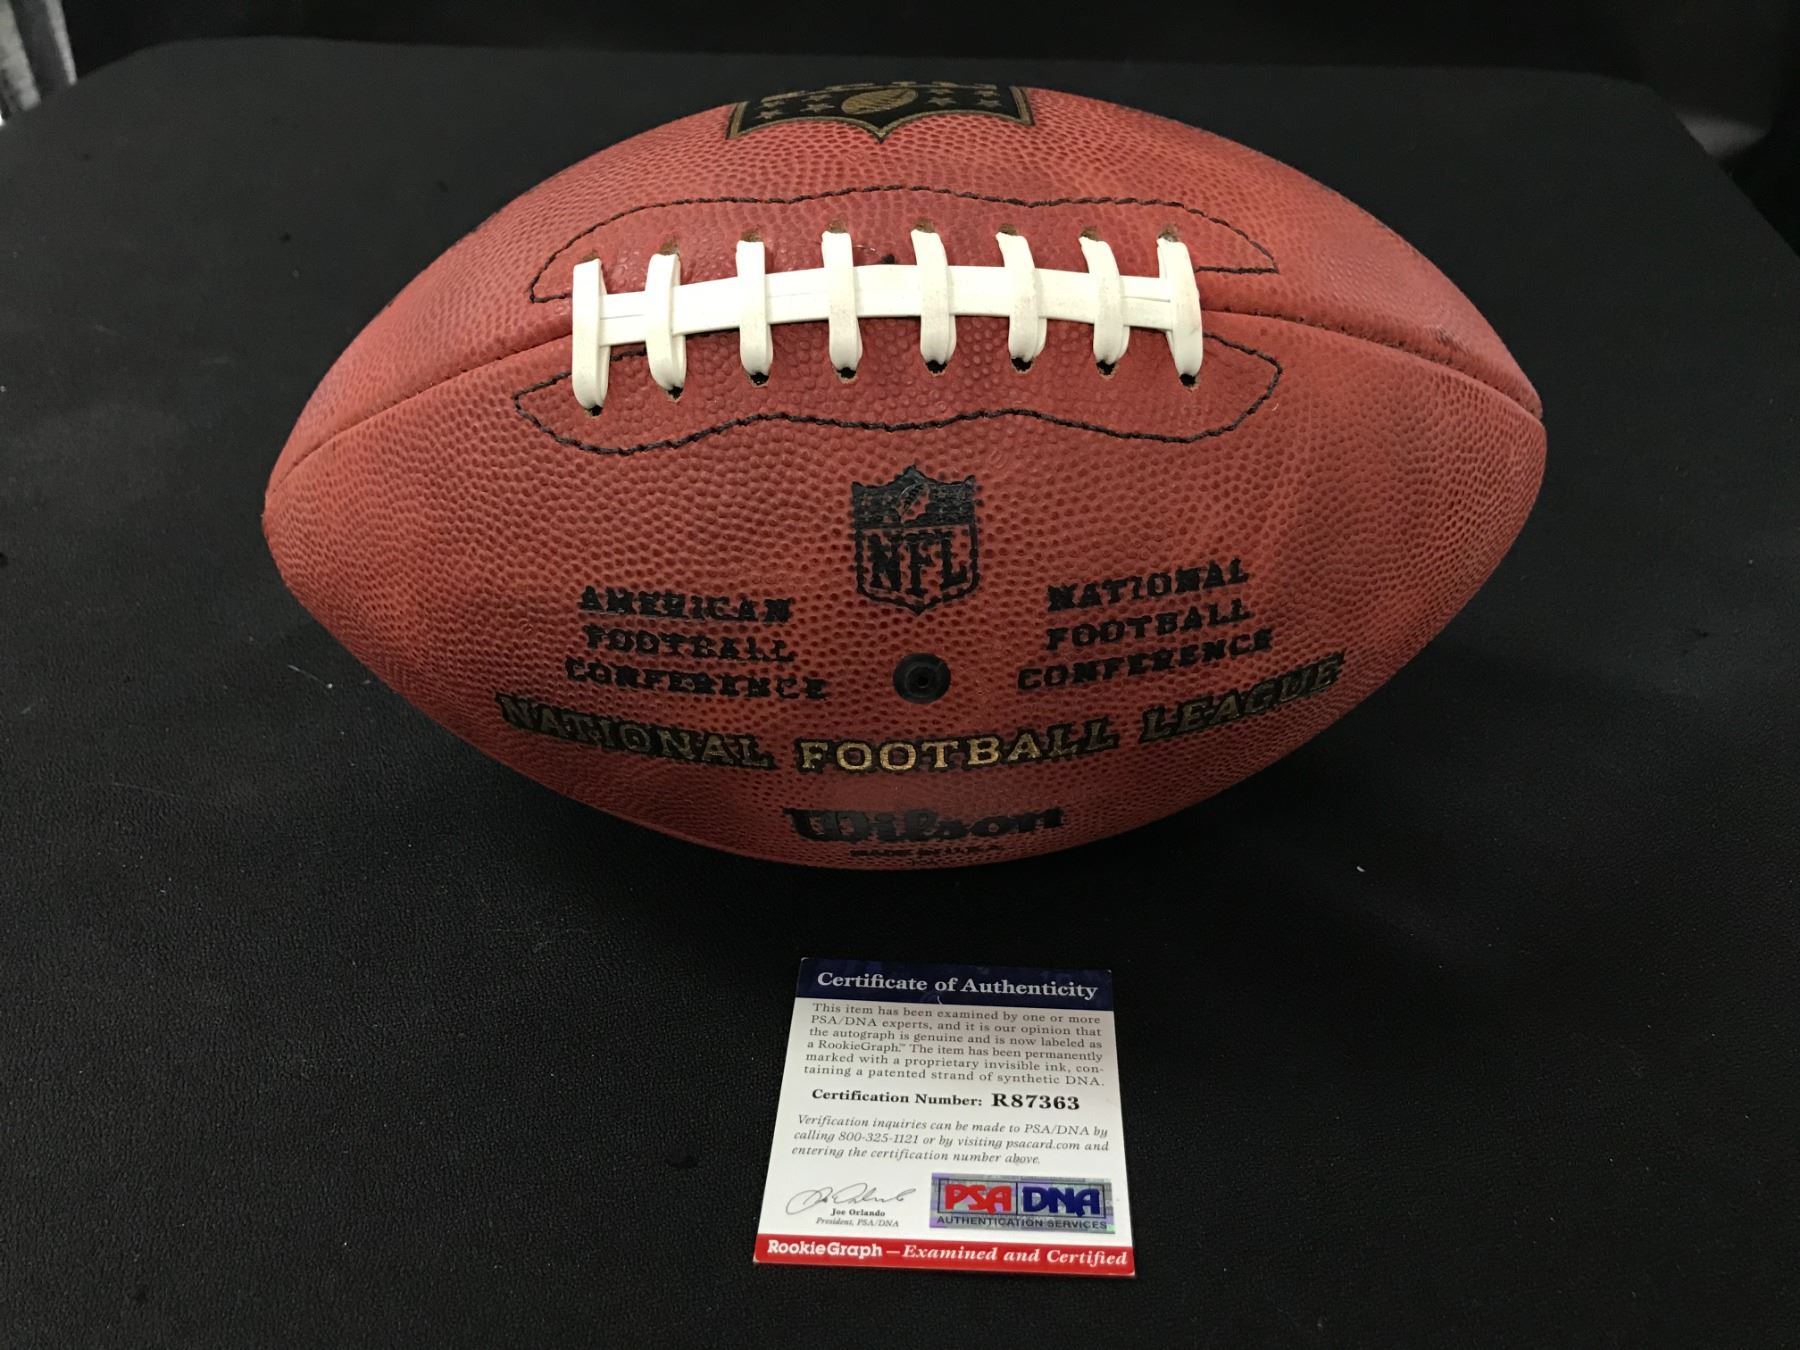 NFL
AMERICAN
FOOTBALL
CONFERENCE
NATIONAL
FOOTBALL
CONFERENCE
NATIONAL FOOTBALL LEAGUE
Wilson
MADE IN U.S.A.
Certificate of Authenticity
This item has been examined by one or more
PSA/DNA experts, and it is our opinion that
the autograph is genuine and is now labeled as
a RookieGraph.™ The item has been permanently
marked with a proprietary invisible ink, con-
taining a patented strand of synthetic DNA.
Certification Number: R87363
Verification inquiries can be made to PSA/DNA by
calling 800-325-1121 or by visiting psacard.com and
entering the certification number above.
Joe Orlando
President, PSA/DNA
PSA DNA
AUTHENTICATION SERVICES
RookieGraph — Examined and Certified